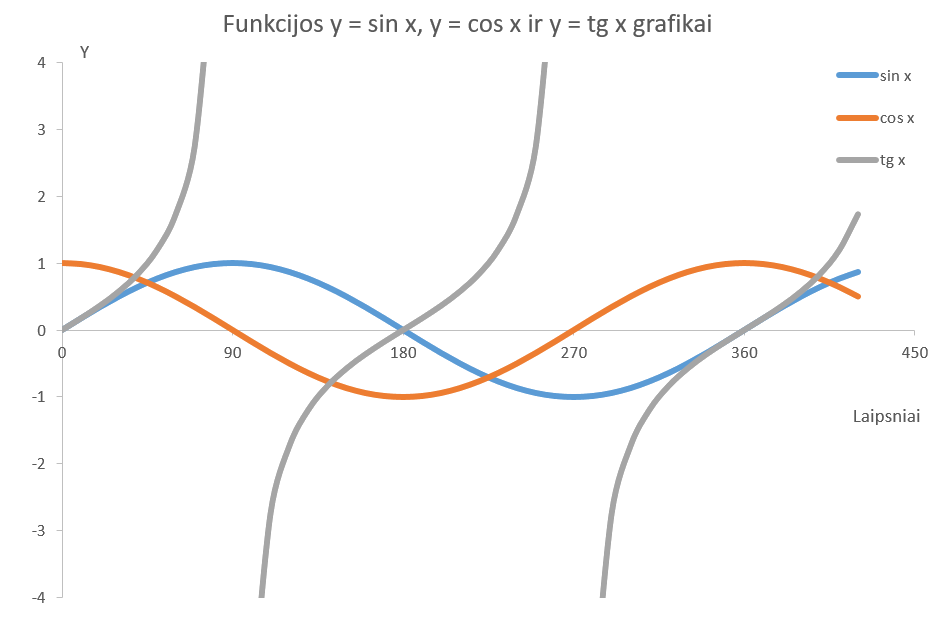 Funkcijos y = sin x, y = cos x ir y = tg x grafikai
Y
4
3
2
1
0
-1
-2
-3
-4
0
90
180
270
360
450
Laipsniai
sin x
cos x
tg x